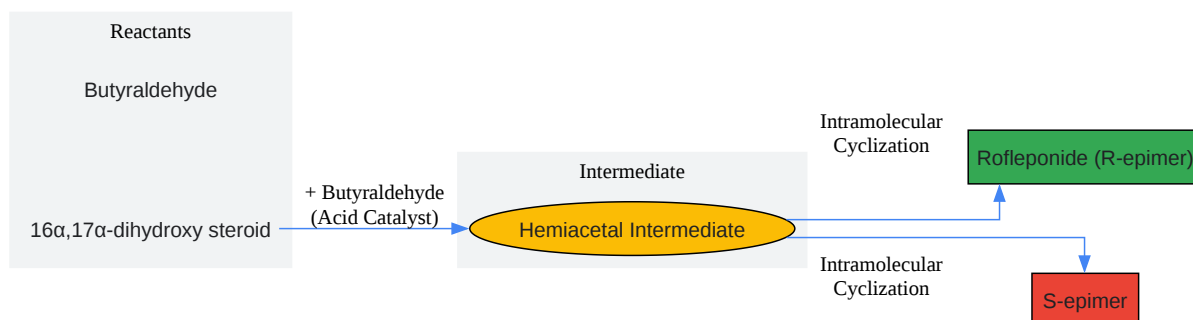 Reactants
Butyraldehyde
16α,17α-dihydroxy steroid
+ Butyraldehyde
(Acid Catalyst)
Intermediate
Hemiacetal Intermediate
Intramolecular
Cyclization
Rofleponide (R-epimer)
Intramolecular
Cyclization
S-epimer